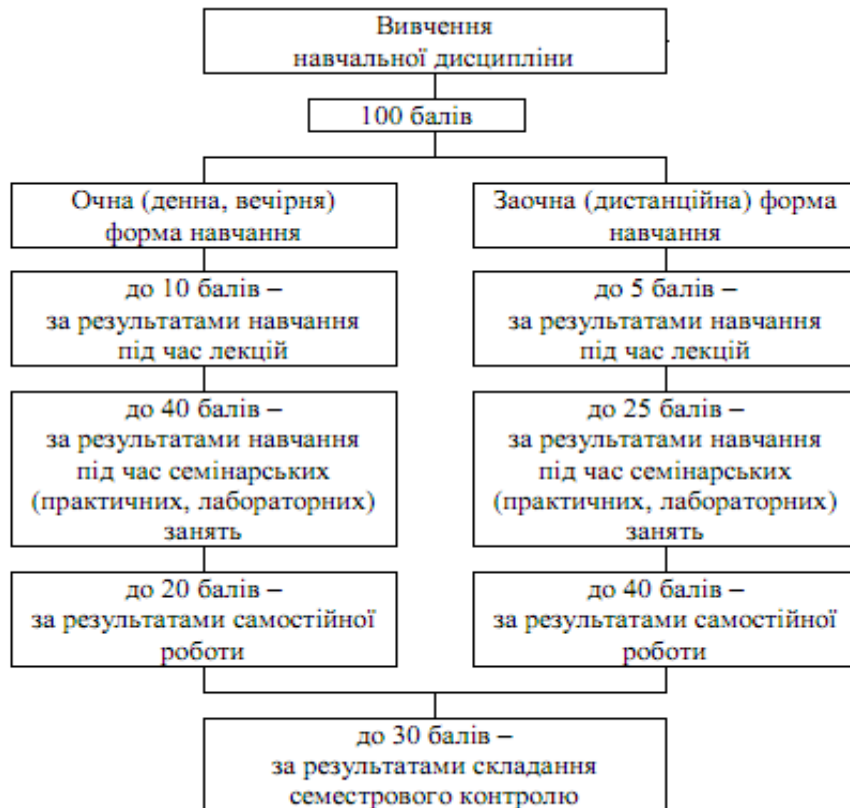 Вивчення
навчальної дисципліни
100 балів
Очна (денна, вечірня)
форма навчання
Заочна (дистанційна) форма
навчання
до 10 балів –
за результатами навчання
під час лекцій
до 5 балів –
за результатами навчання
під час лекцій
до 40 балів –
за результатами навчання
під час семінарських
(практичних, лабораторних)
занять
до 25 балів –
за результатами навчання
під час семінарських
(практичних, лабораторних)
занять
до 20 балів –
за результатами самостійної
роботи
до 40 балів –
за результатами самостійної
роботи
до 30 балів –
за результатами складання
семестрового контролю